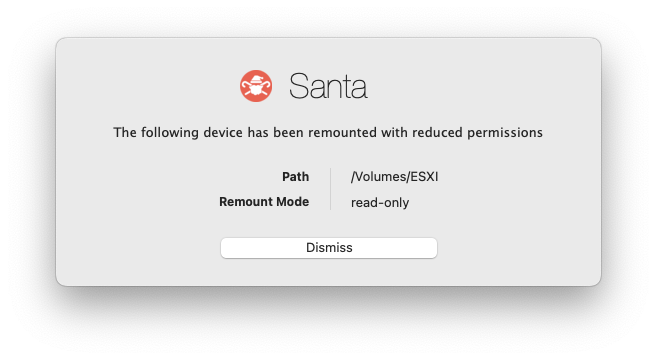 Santa
The following device has been remounted with reduced permissions
Path /Volumes/ESXI
Remount Mode read-only
Dismiss